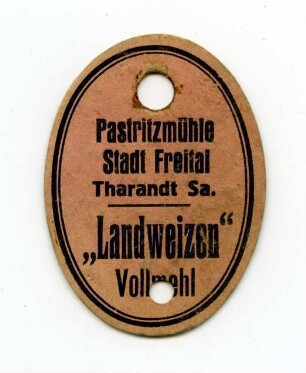 Pastritzmühle
Stadt Freital
Tharandt Sa.
„Landweizen“
Vollmehl